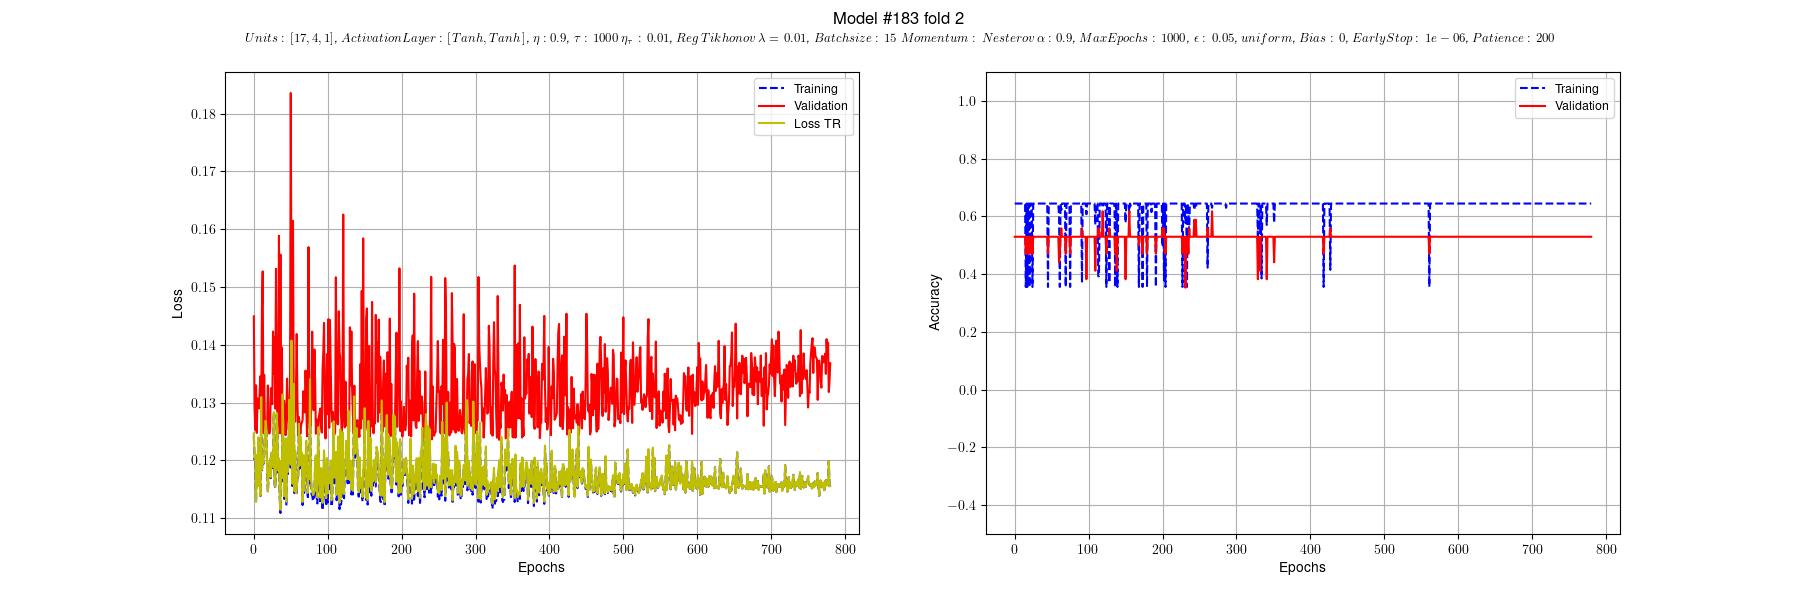 Model #183 fold 2
Units : [17, 4, 1], ActivationLayer : [Tanh, Tanh], η : 0.9, τ : 1000 ητ : 0.01, Reg Tikhonov λ = 0.01, Batchsize : 15 Momentum : Nesterov α : 0.9, MaxEpochs : 1000, ϵ : 0.05, uniform, Bias : 0, EarlyStop : 1e − 06, Patience : 200
Training
Validation
Loss TR
0.18
0.17
0.16
0.15
0.14
0.13
0.12
0.11
Loss
0 100 200 300 400 500 600 700 800
Epochs
Training
Validation
1.0
0.8
0.6
0.4
0.2
0.0
−0.2
−0.4
Accuracy
0 100 200 300 400 500 600 700 800
Epochs